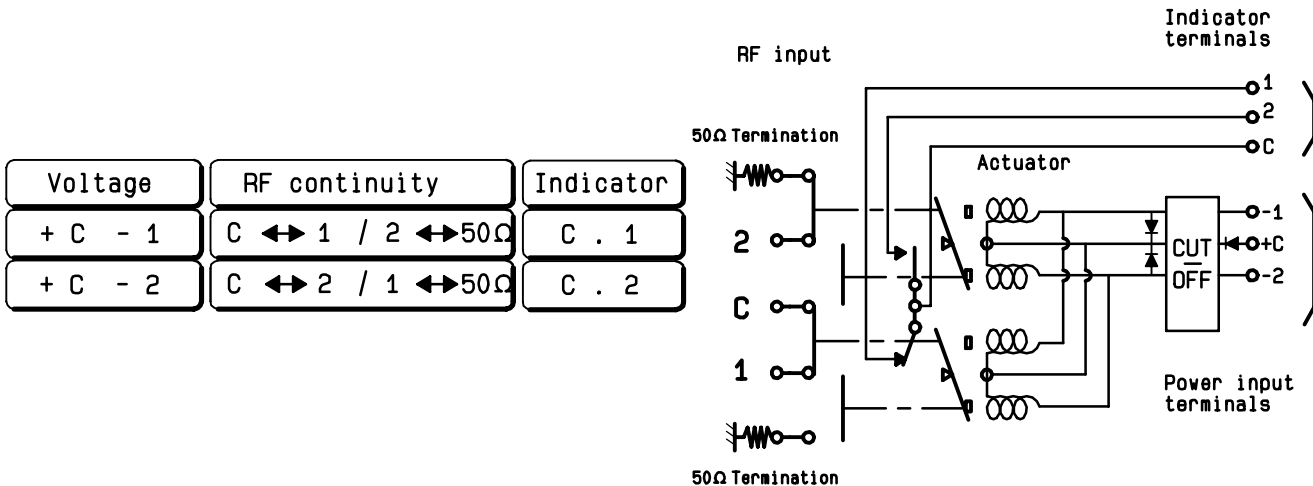 Voltage RF continuity Indicator
+ C - 1 C ↔ 1 / 2 ↔ 50Ω C . 1
+ C - 2 C ↔ 2 / 1 ↔ 50Ω C . 2
RF input
Indicator
terminals
1
2
C
50Ω Termination
Actuator
2
C
1
-1
+C
-2
CUT
OFF
Power input
terminals
50Ω Termination